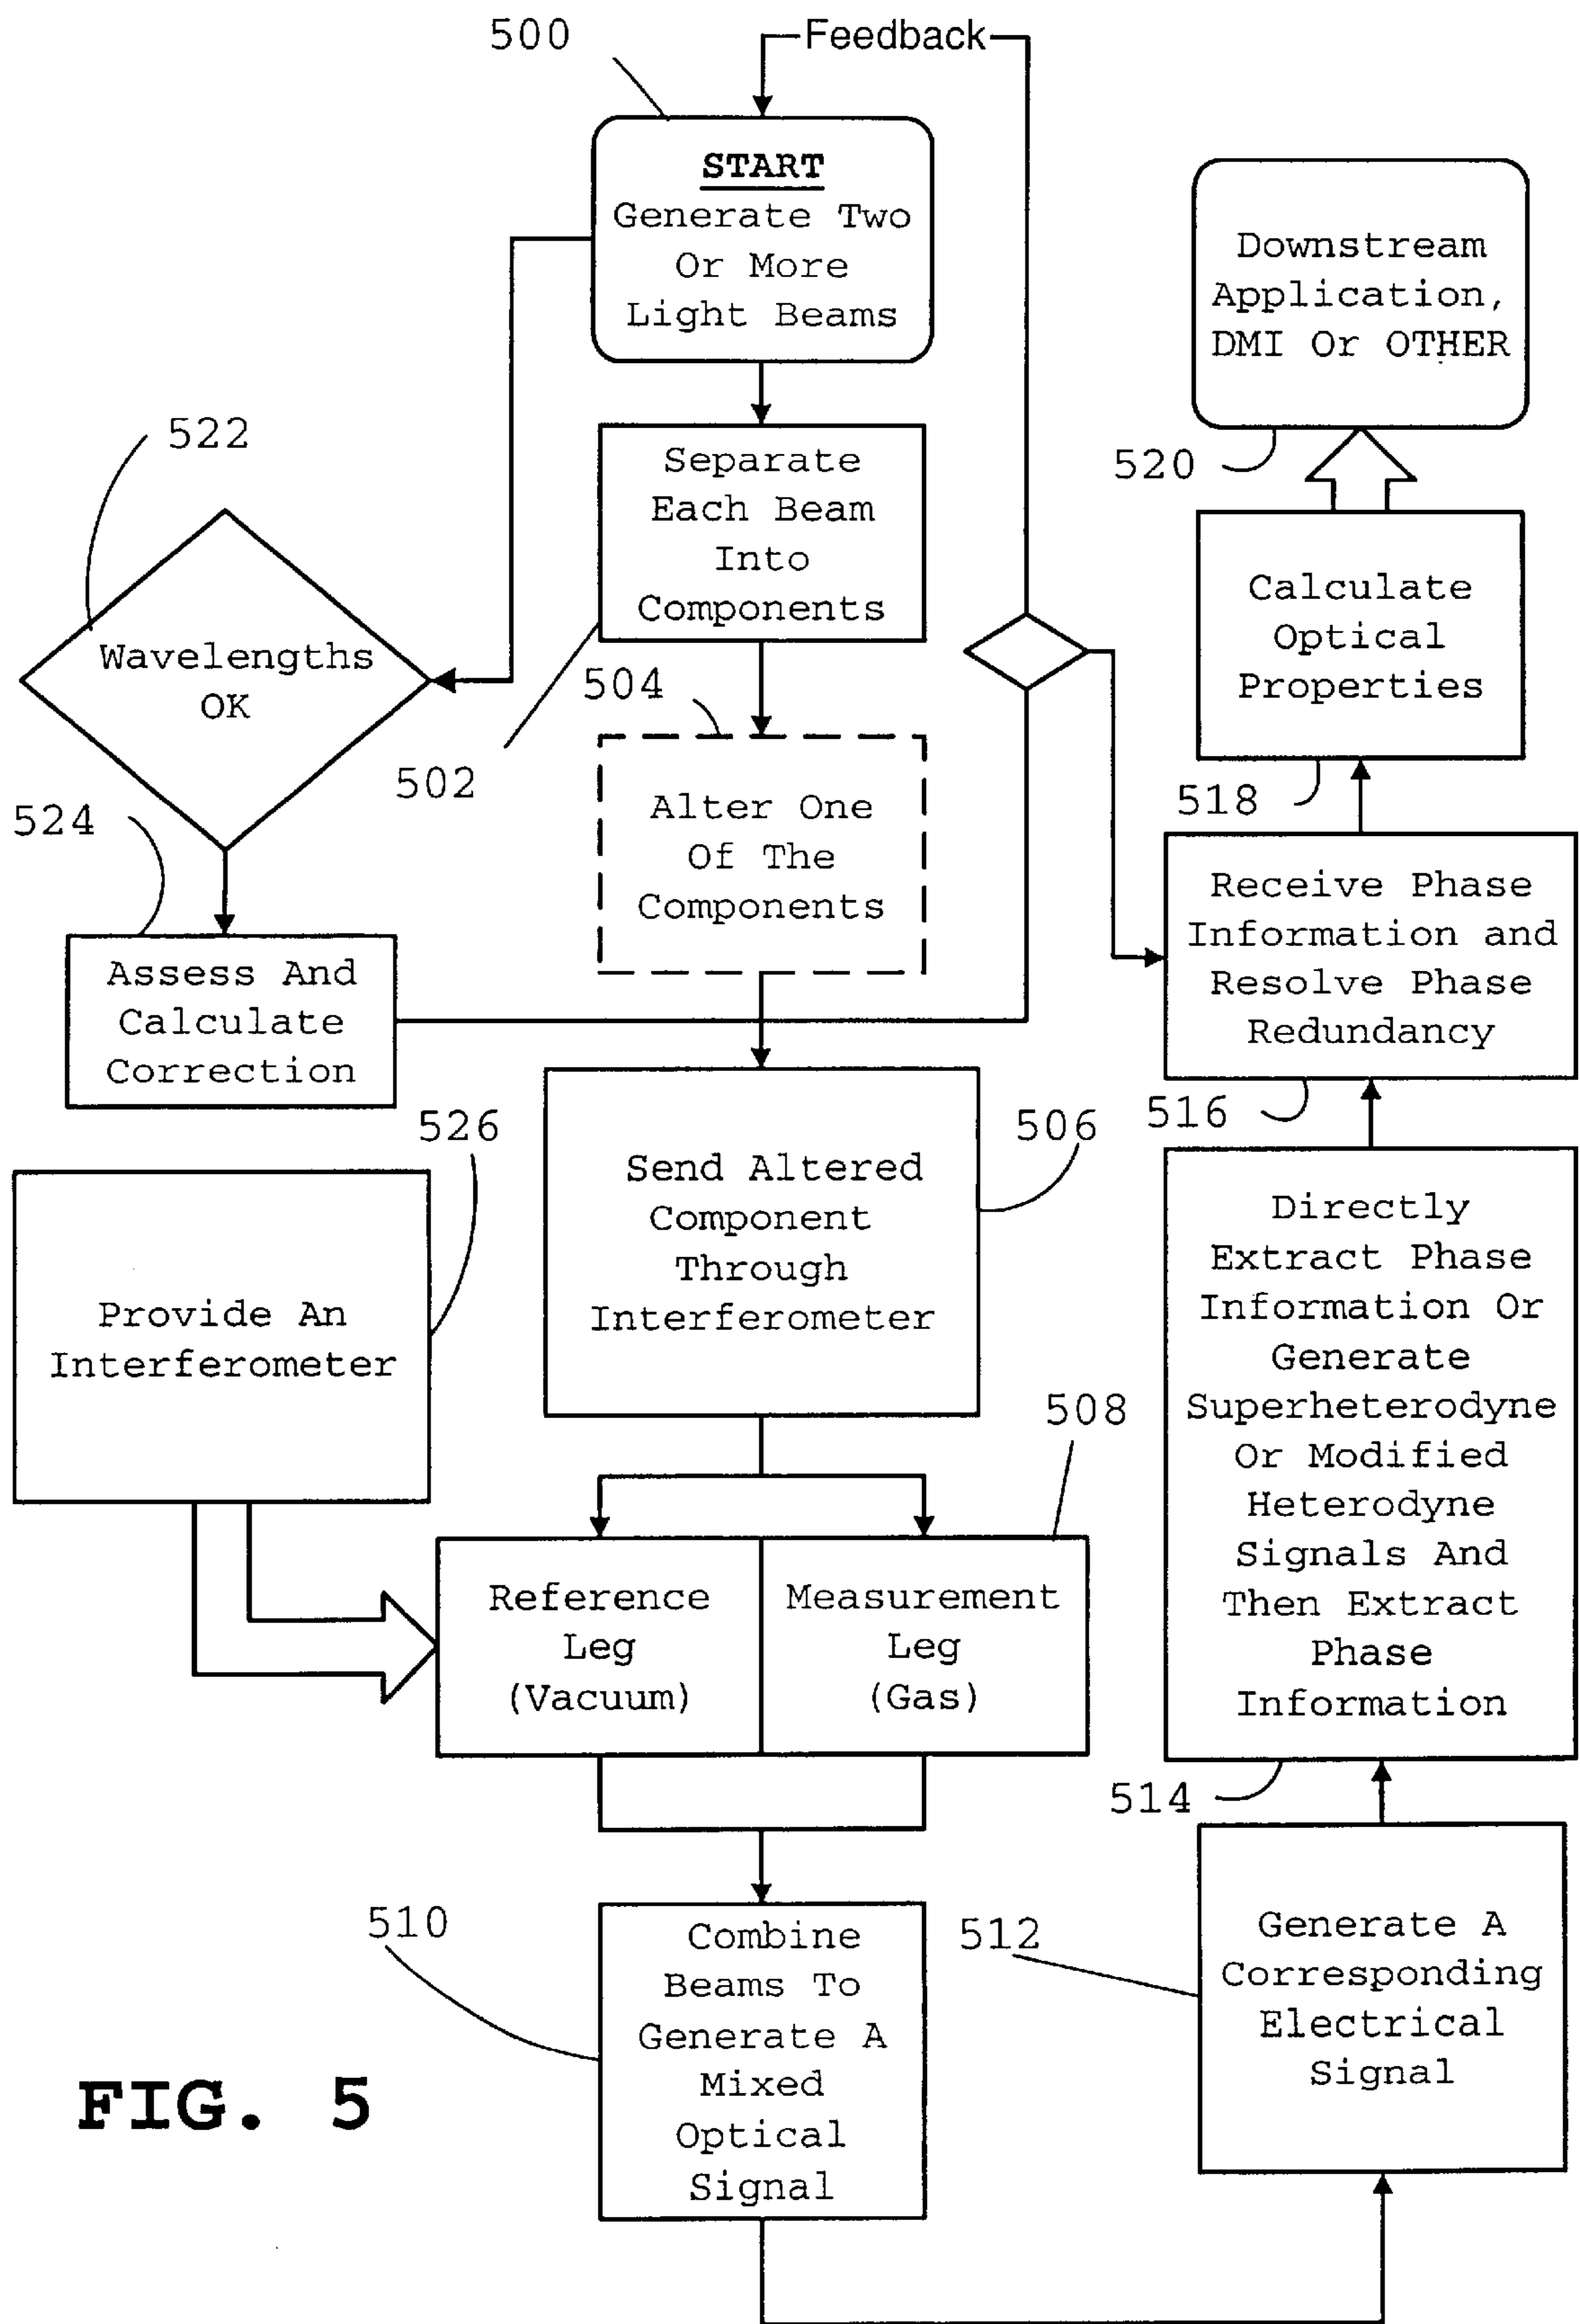 500
Feedback
START
Generate Two
Or More
Light Beams
522
Wavelengths
OK
524
Assess And
Calculate
Correction
Separate
Each Beam
Into
Components
502
504
Alter One
Of The
Components
526
Provide An
Interferometer
506
Send Altered
Component
Through
Interferometer
508
Reference
Leg
(Vacuum)
Measurement
Leg
(Gas)
510
Combine
Beams To
Generate A
Mixed
Optical
Signal
512
Generate A
Corresponding
Electrical
Signal
514
Directly
Extract Phase
Information Or
Generate
Superheterodyne
Or Modified
Heterodyne
Signals And
Then Extract
Phase
Information
516
Receive Phase
Information and
Resolve Phase
Redundancy
518
Calculate
Optical
Properties
520
Downstream
Application,
DMI Or OTHER
FIG. 5